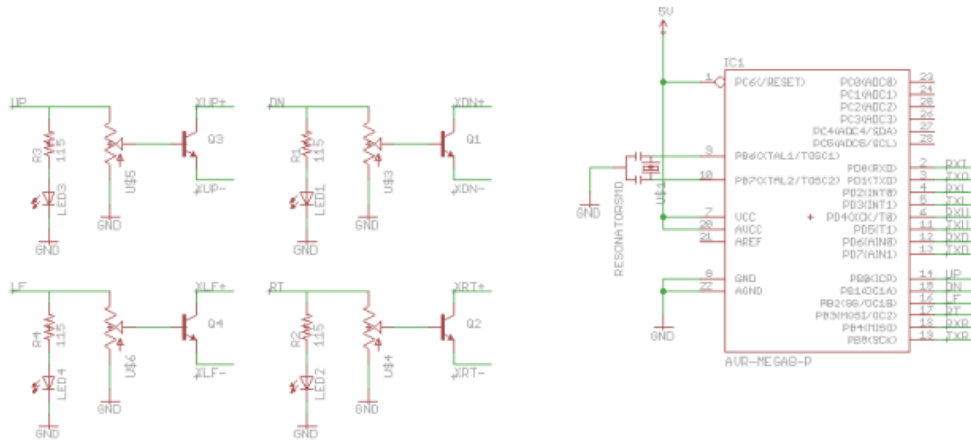 UP
XUP+
R3
115
Q3
U$5
LED3
XUP-
GND
GND
DN
XDN+
R1
115
Q1
U$3
LED1
XDN-
GND
GND
LF
XLF+
R4
115
Q4
U$6
LED4
XLF-
GND
GND
RT
XRT+
R2
115
Q2
U$4
LED2
XRT-
GND
GND
5V
IC1
1 PC6(/RESET) PC0(ADC0) 23
PC1(ADC1) 24
PC2(ADC2) 25
PC3(ADC3) 26
PC4(ADC4/SDA) 27
PC5(ADC5/SCL) 28
9 PB6(XTAL1/TOSC1)
PD0(RXD) 2 RXT
10 PB7(XTAL2/TOSC2) PD1(TXD) 3 TXD
PD2(INT0) 4 RXL
PD3(INT1) 5 TXL
7 VCC PD4(XCK/T0) 6 RXU
20 AVCC PD5(T1) 11 TXU
21 AREF PD6(AIN0) 12 RXD
PD7(AIN1) 13 TXD
8 GND PB0(ICP) 14 UP
22 AGND PB1(OC1A) 15 DN
PB2(SS/OC1B) 16 LF
PB3(MOSI/OC2) 17 RT
PB4(MISO) 18 RXR
PB5(SCK) 19 TXR
GND
RESONATORSMD
GND
AVR-MEGA8-P